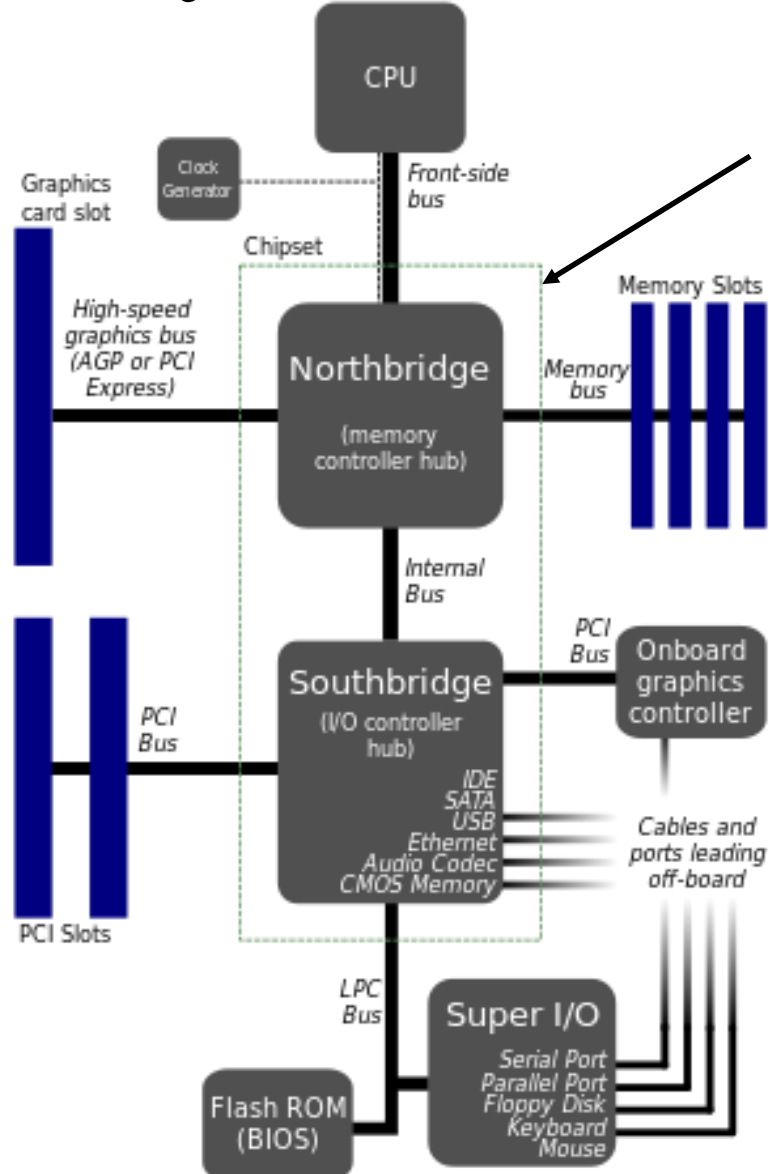 CPU
Clock
Generator
Front-side
bus
Graphics
card slot
Chipset
Memory Slots
High-speed
graphics bus
(AGP or PCI
Express)
Northbridge
(memory
controller hub)
Memory
bus
Internal
Bus
PCI
Bus
Onboard
graphics
controller
Southbridge
(I/O controller
hub)
PCI
Bus
IDE
SATA
USB
Ethernet
Audio Codec
CMOS Memory
Cables and
ports leading
off-board
PCI Slots
LPC
Bus
Super I/O
Serial Port
Parallel Port
Floppy Disk
Keyboard
Mouse
Flash ROM
(BIOS)